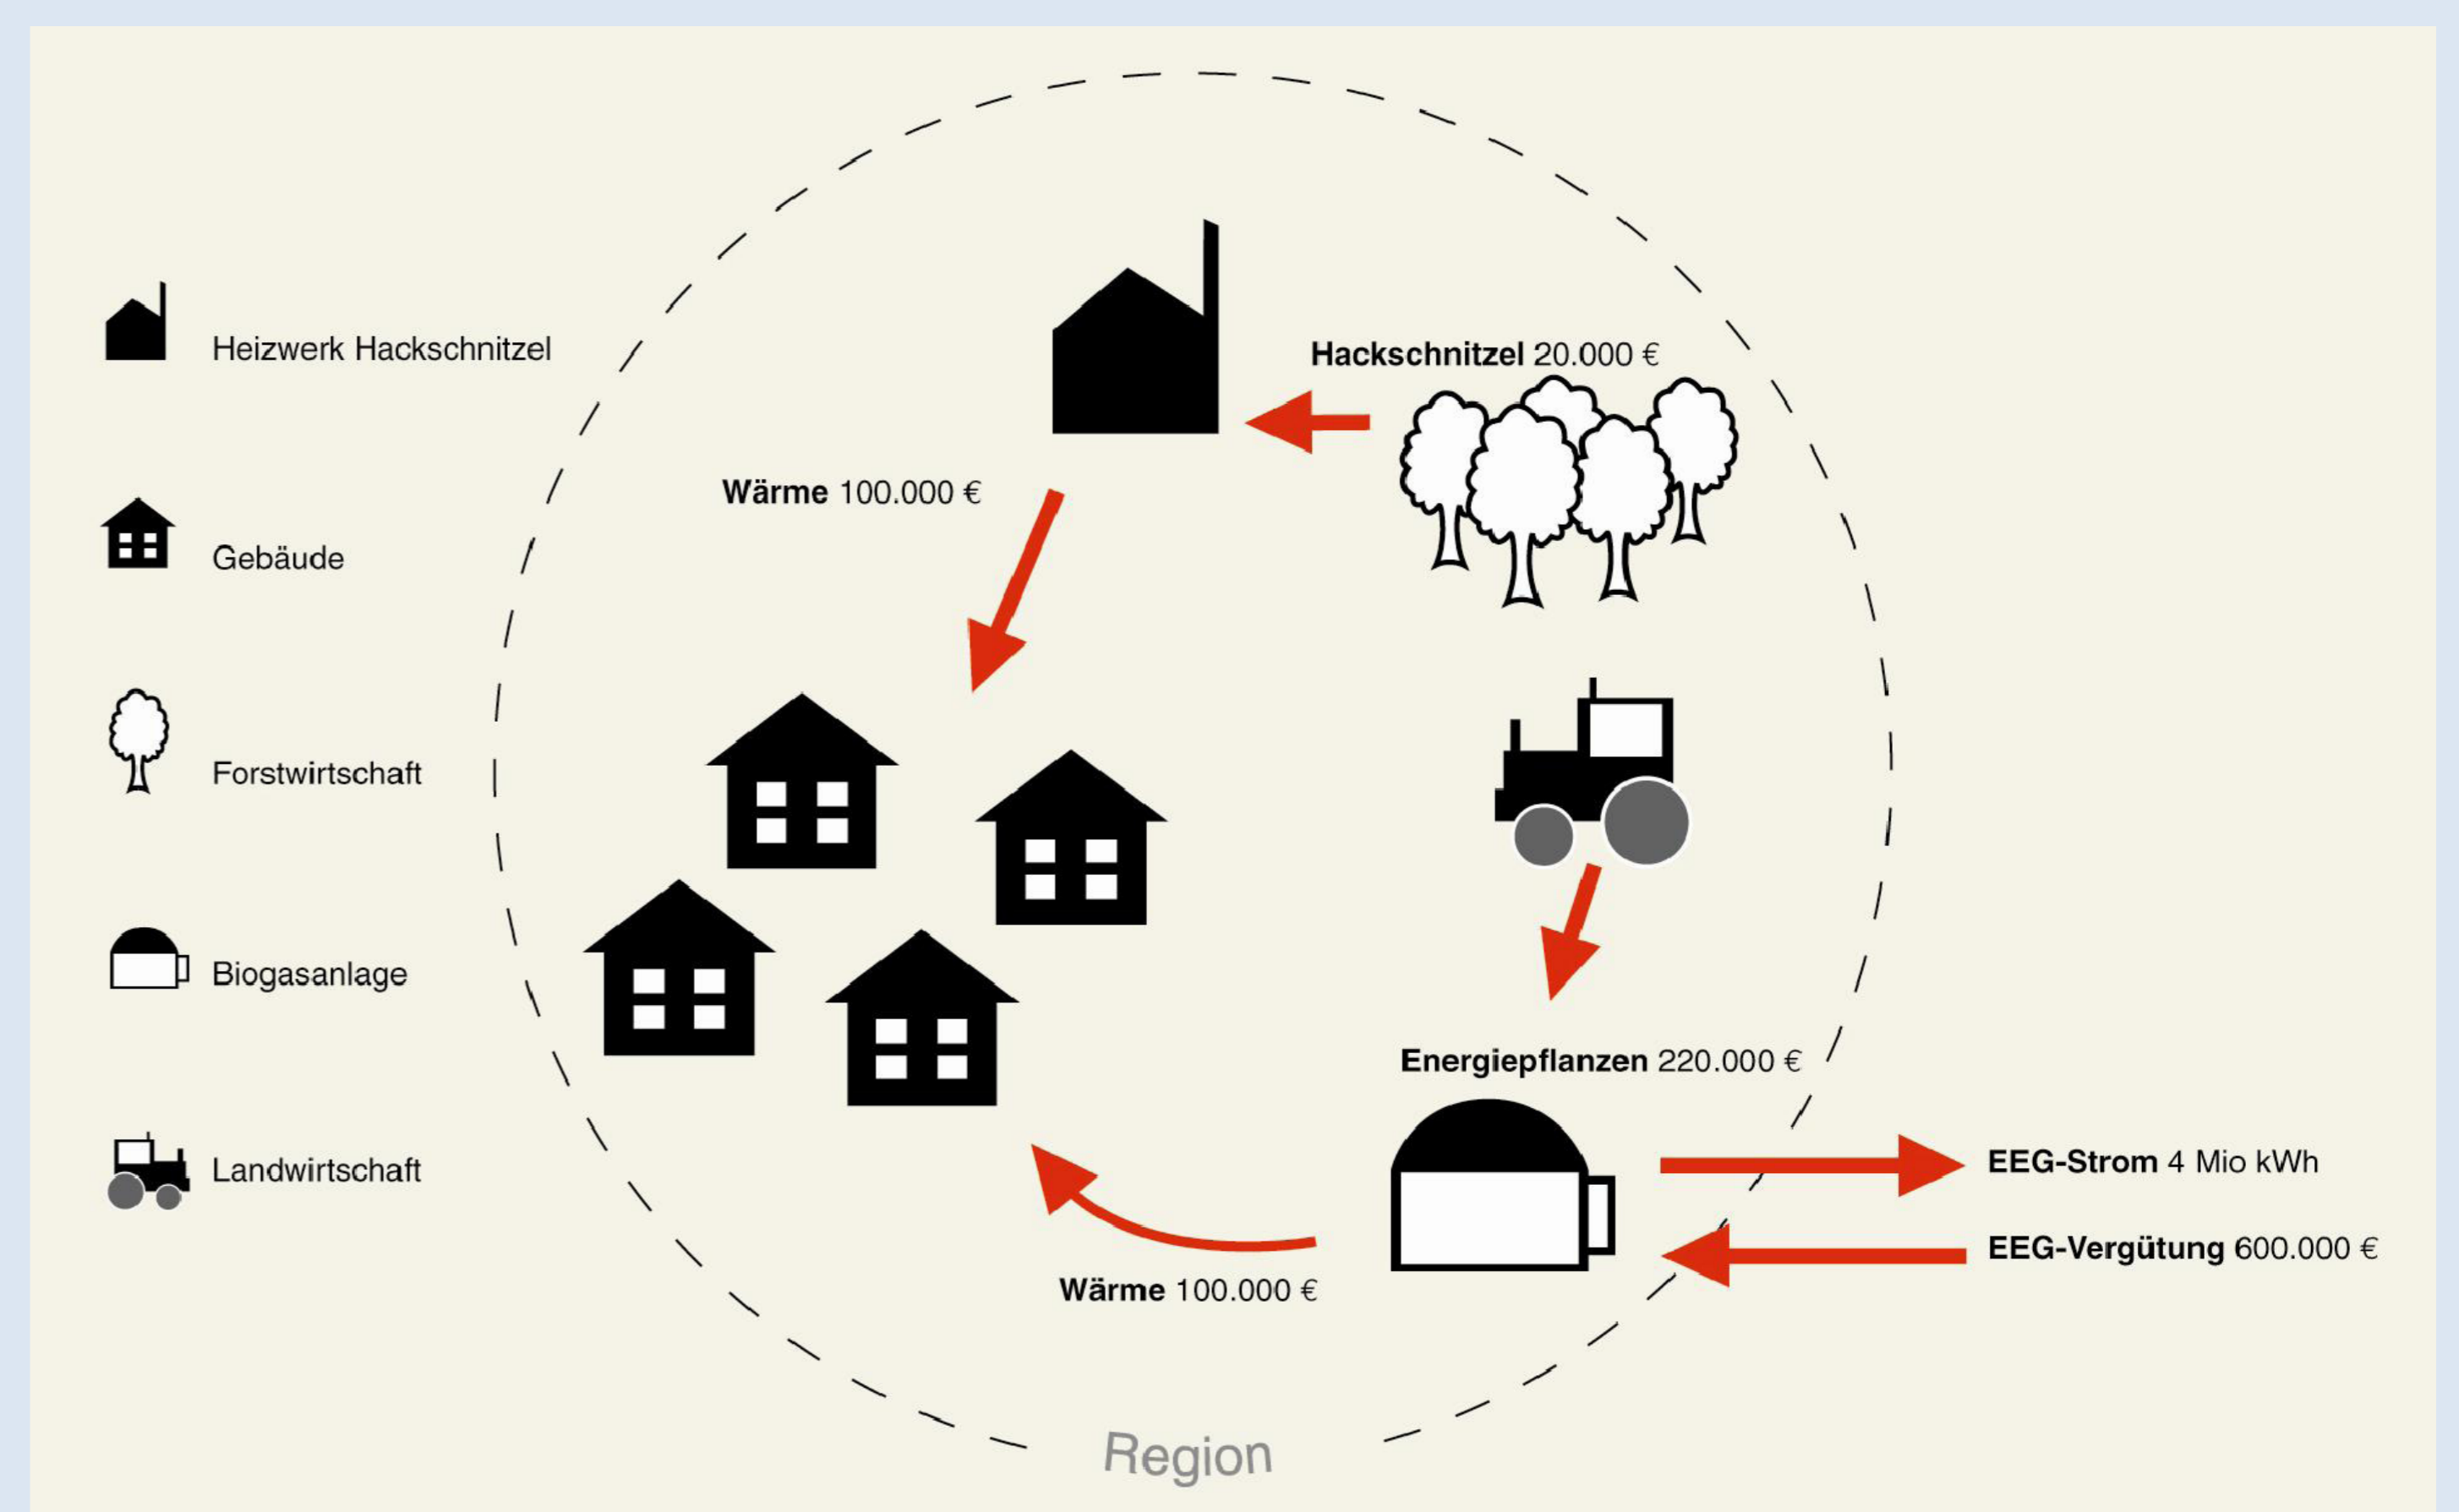 Heizwerk Hackschnitzel
Gebäude
Forstwirtschaft
Biogasanlage
Landwirtschaft
Hackschnitzel 20.000 €
Wärme 100.000 €
Energiepflanzen 220.000 €
EEG-Strom 4 Mio kWh
EEG-Vergütung 600.000 €
Wärme 100.000 €
Region